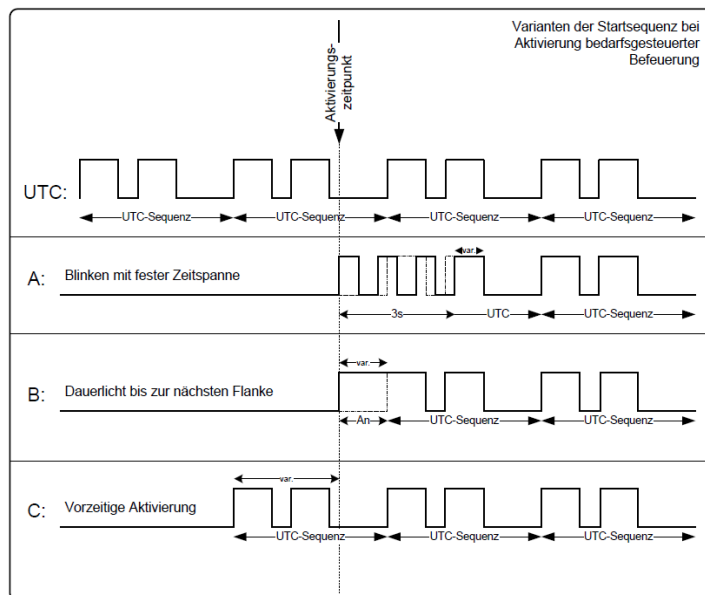 Varianten der Startsequenz bei
Aktivierung bedarfsgesteuerter
Befeuerung
Aktivierungs-
zeitpunkt
UTC:
UTC-Sequenz UTC-Sequenz UTC-Sequenz UTC-Sequenz
A: Blinken mit fester Zeitspanne
var.
3s UTC UTC-Sequenz
B: Dauerlicht bis zur nächsten Flanke
var.
An UTC-Sequenz UTC-Sequenz
C: Vorzeitige Aktivierung
var.
UTC-Sequenz UTC-Sequenz UTC-Sequenz